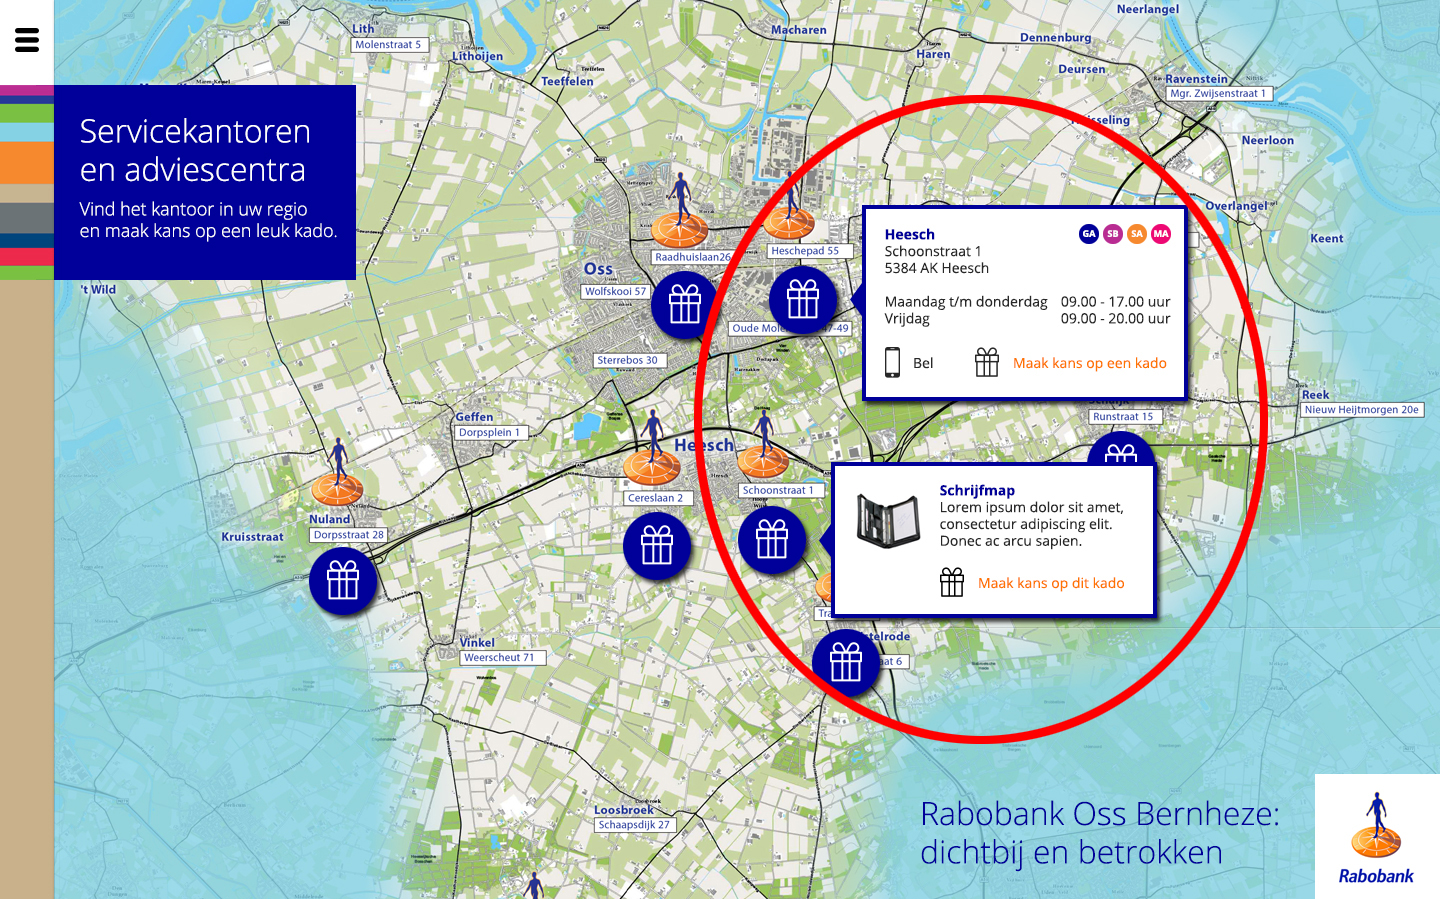 Servicekantoren
en adviescentra
Vind het kantoor in uw regio
en maak kans op een leuk kado.
Lith
Molenstraat 5
Lithoijen
Teeffelen
Macharen
Haren
Neerlangel
Dennenburg
Deursen
Ravenstein
Mgr. Zwijsenstraat 1
Neerloon
Overlangel
Keent
't Wild
Oss
Raadhuislaan26
Heschepad 55
Wolfskooi 57
Sterrebos 30
Heesch
Schoonstraat 1
5384 AK Heesch
GA SB SA MA
Maandag t/m donderdag 09.00 - 17.00 uur
Vrijdag 09.00 - 20.00 uur
Bel
Maak kans op een kado
Reek
Nieuw Heijtmorgen 20e
Runstraat 15
Geffen
Dorpsplein 1
Heesch
Cereslaan 2
Schoonstraat 1
Nuland
Dorpsstraat 28
Kruisstraat
Schrijfmap
Lorem ipsum dolor sit amet,
consectetur adipiscing elit.
Donec ac arcu sapien.
Maak kans op dit kado
Vinkel
Weerscheut 71
Loosbroek
Schaapsdijk 27
Rabobank Oss Bernheze:
dichtbij en betrokken
Rabobank